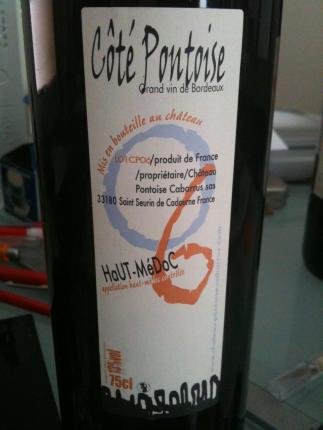 Côté Pontoise
Grand vin de Bordeaux
Mis en bouteille au château
L01CP06/produit de France
/propriétaire/Château
Pontoise Cabarrus sas
33180 Saint Seurin de Cadourne France
06
HaUT-MéDoC
appellation haut-médoc contrôlée
75cl